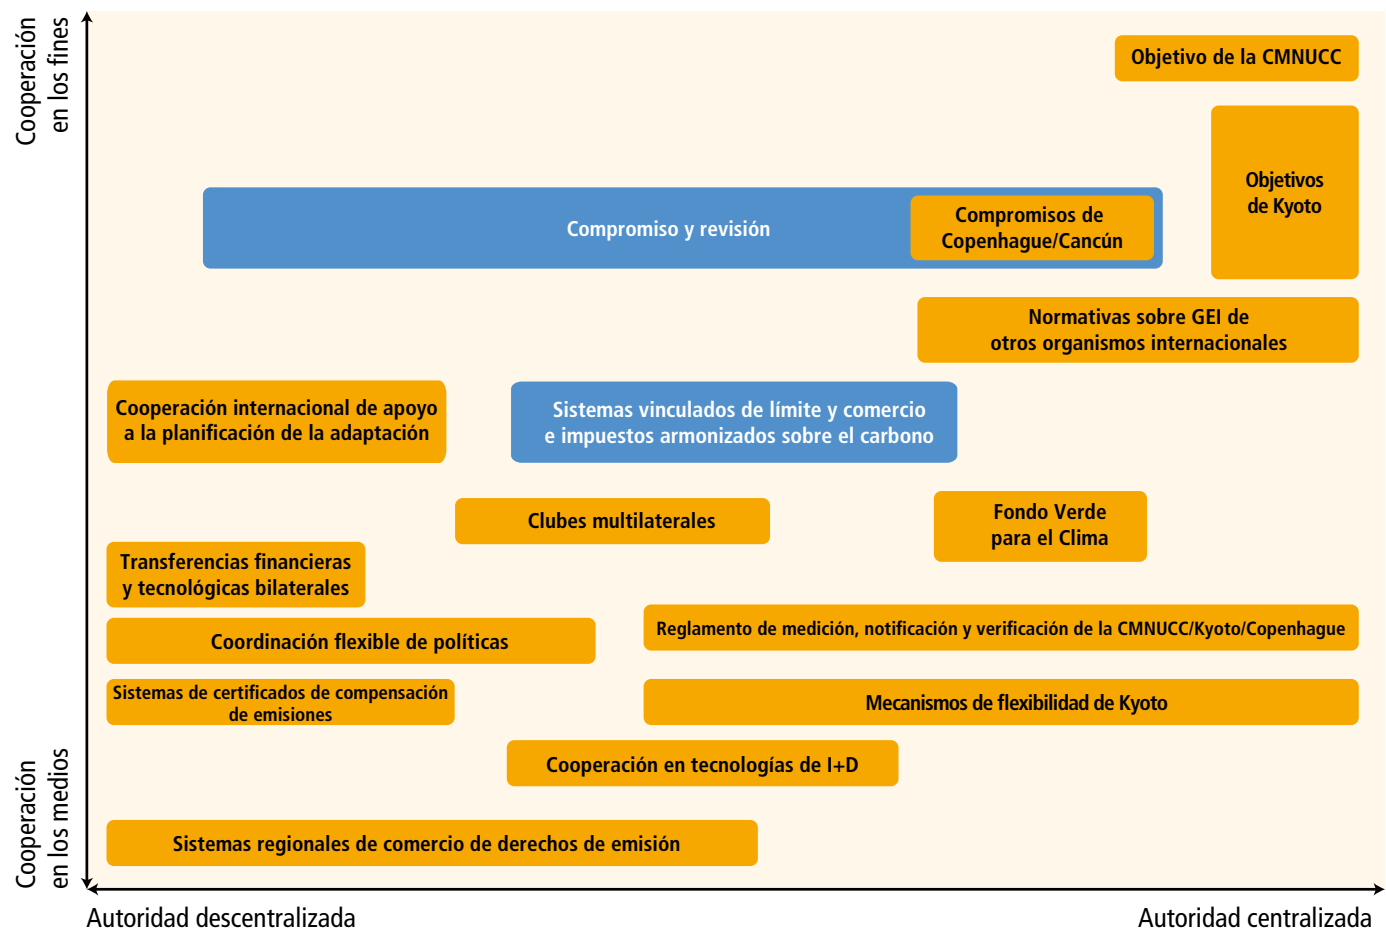 Cooperación
en los fines
Objetivo de la CMNUCC
Objetivos
de Kyoto
Compromiso y revisión
Compromisos de
Copenhague/Cancún
Normativas sobre GEI de
otros organismos internacionales
Cooperación internacional de apoyo
a la planificación de la adaptación
Sistemas vinculados de límite y comercio
e impuestos armonizados sobre el carbono
Clubes multilaterales
Fondo Verde
para el Clima
Transferencias financieras
y tecnológicas bilaterales
Coordinación flexible de políticas
Reglamento de medición, notificación y verificación de la CMNUCC/Kyoto/Copenhague
Sistemas de certificados de compensación
de emisiones
Mecanismos de flexibilidad de Kyoto
Cooperación en tecnologías de I+D
Sistemas regionales de comercio de derechos de emisión
Cooperación
en los medios
Autoridad descentralizada
Autoridad centralizada